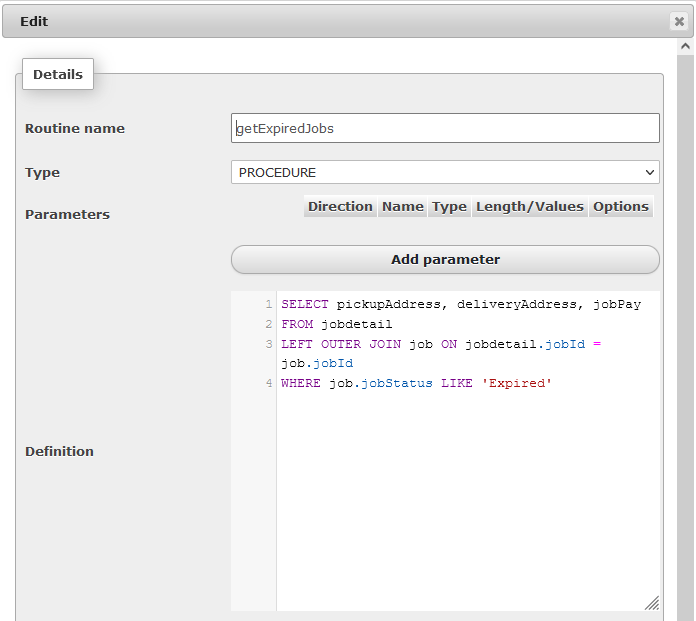 Edit
Details
Routine name getExpiredJobs
Type PROCEDURE
Parameters Direction Name Type Length/Values Options
Add parameter
Definition
1 SELECT pickupAddress, deliveryAddress, jobPay
2 FROM jobdetail
3 LEFT OUTER JOIN job ON jobdetail.jobId =
job.jobId
4 WHERE job.jobStatus LIKE 'Expired'